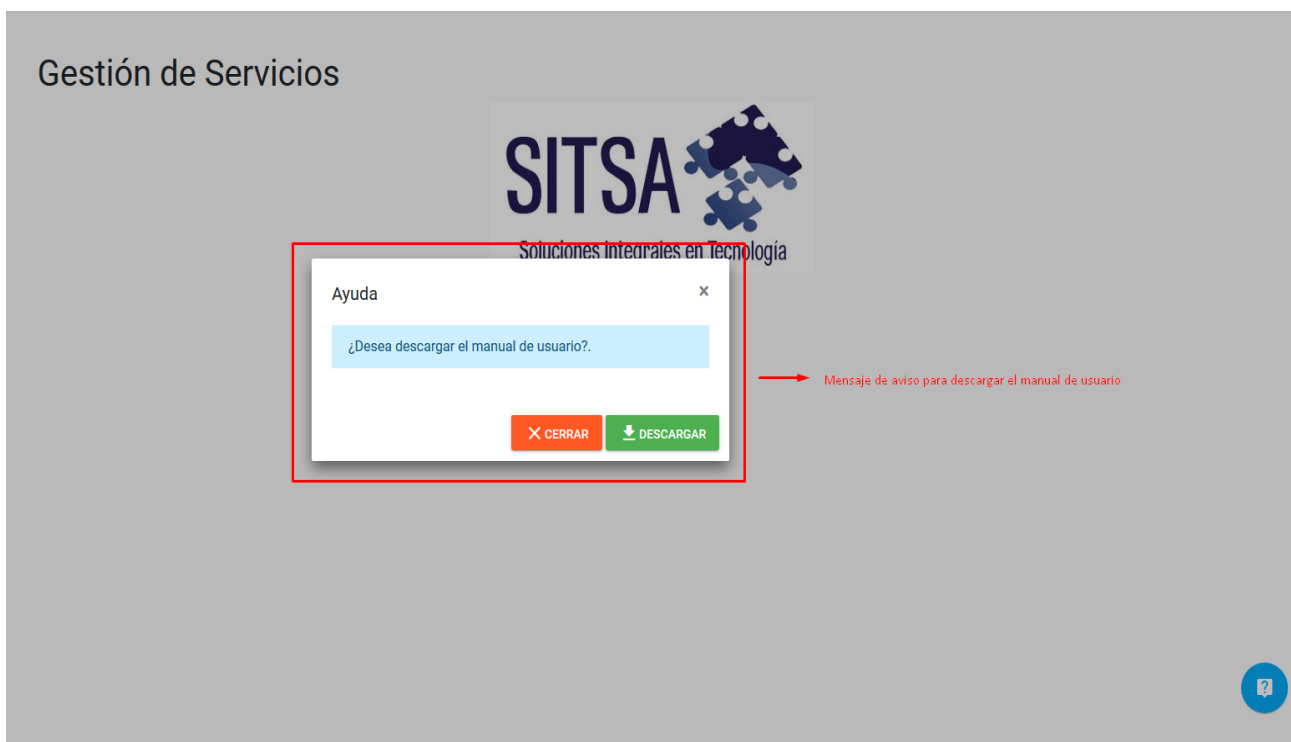 Gestión de Servicios
SITSA
Soluciones Integrales en Tecnología
Ayuda
¿Desea descargar el manual de usuario?.
Mensaje de aviso para descargar el manual de usuario
CERRAR
DESCARGAR